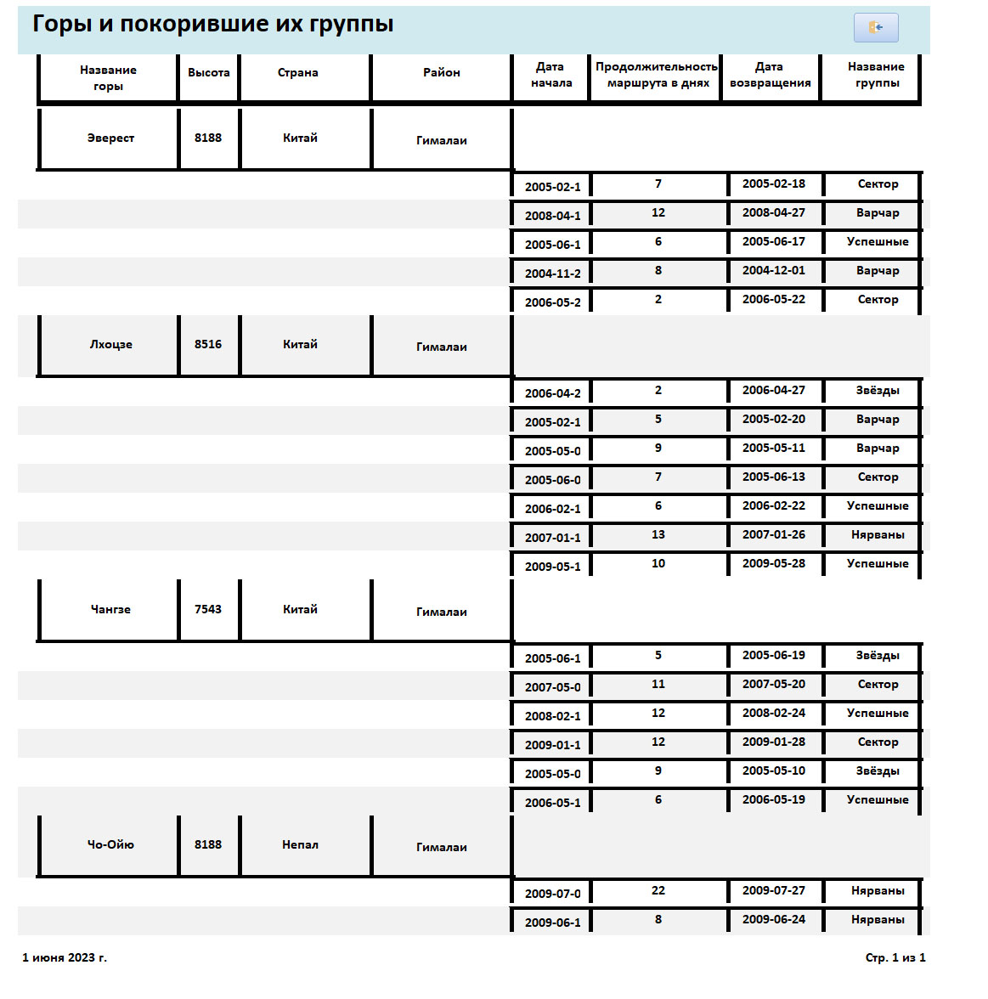 Горы и покорившие их группы
Название горы Высота Страна Район Дата начала Продолжительность маршрута в днях Дата возвращения Название группы
Эверест 8188 Китай Гималаи
2005-02-1 7 2005-02-18 Сектор
2008-04-1 12 2008-04-27 Варчар
2005-06-1 6 2005-06-17 Успешные
2004-11-2 8 2004-12-01 Варчар
2006-05-2 2 2006-05-22 Сектор
Лхоцзе 8516 Китай Гималаи
2006-04-2 2 2006-04-27 Звёзды
2005-02-1 5 2005-02-20 Варчар
2005-05-0 9 2005-05-11 Варчар
2005-06-0 7 2005-06-13 Сектор
2006-02-1 6 2006-02-22 Успешные
2007-01-1 13 2007-01-26 Нярваны
2009-05-1 10 2009-05-28 Успешные
Чангзе 7543 Китай Гималаи
2005-06-1 5 2005-06-19 Звёзды
2007-05-0 11 2007-05-20 Сектор
2008-02-1 12 2008-02-24 Успешные
2009-01-1 12 2009-01-28 Сектор
2005-05-0 9 2005-05-10 Звёзды
2006-05-1 6 2006-05-19 Успешные
Чо-Ойю 8188 Непал Гималаи
2009-07-0 22 2009-07-27 Нярваны
2009-06-1 8 2009-06-24 Нярваны
1 июня 2023 г. Стр. 1 из 1